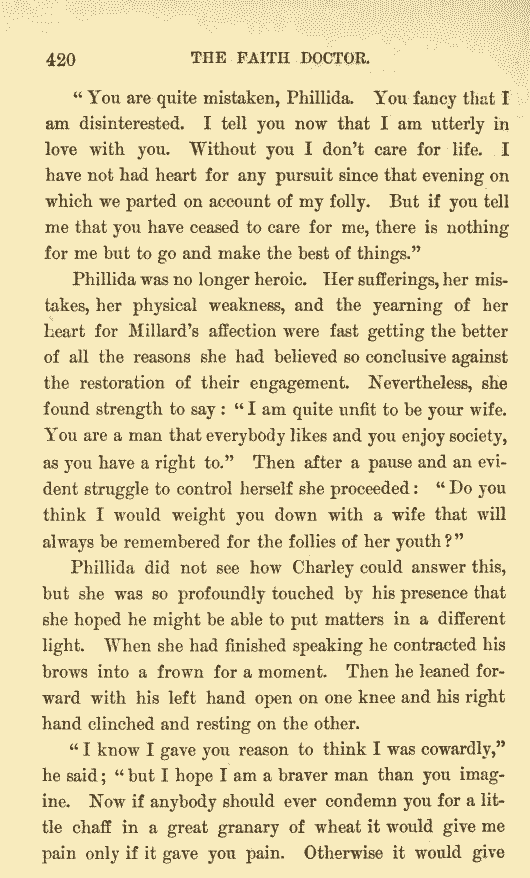 420 THE FAITH DOCTOR.
“ You are quite mistaken, Phillida. You fancy that I
am disinterested. I tell you now that I am utterly in
love with you. Without you I don’t care for life. I
have not had heart for any pursuit since that evening on
which we parted on account of my folly. But if you tell
me that you have ceased to care for me, there is nothing
for me but to go and make the best of things.”
Phillida was no longer heroic. Her sufferings, her mis-
takes, her physical weakness, and the yearning of her
heart for Millard’s affection were fast getting the better
of all the reasons she had believed so conclusive against
the restoration of their engagement. Nevertheless, she
found strength to say : “ I am quite unfit to be your wife.
You are a man that everybody likes and you enjoy society,
as you have a right to.” Then after a pause and an evi-
dent struggle to control herself she proceeded : “ Do you
think I would weight you down with a wife that will
always be remembered for the follies of her youth ? ”
Phillida did not see how Charley could answer this,
but she was so profoundly touched by his presence that
she hoped he might be able to put matters in a different
light. When she had finished speaking he contracted his
brows into a frown for a moment. Then he leaned for-
ward with his left hand open on one knee and his right
hand clinched and resting on the other.
“ I know I gave you reason to think I was cowardly,”
he said ; “ but I hope I am a braver man than you imag-
ine. Now if anybody should ever condemn you for a lit-
tle chaff in a great granary of wheat it would give me
pain only if it gave you pain. Otherwise it would give